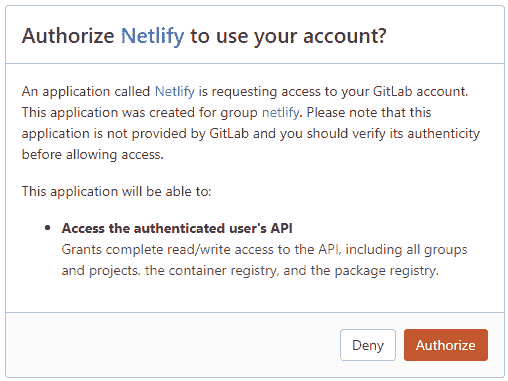 Authorize Netlify to use your account?
An application called Netlify is requesting access to your GitLab account.
This application was created for group netlify. Please note that this
application is not provided by GitLab and you should verify its authenticity
before allowing access.
This application will be able to:
• Access the authenticated user's API
Grants complete read/write access to the API, including all groups
and projects, the container registry, and the package registry.
Deny
Authorize